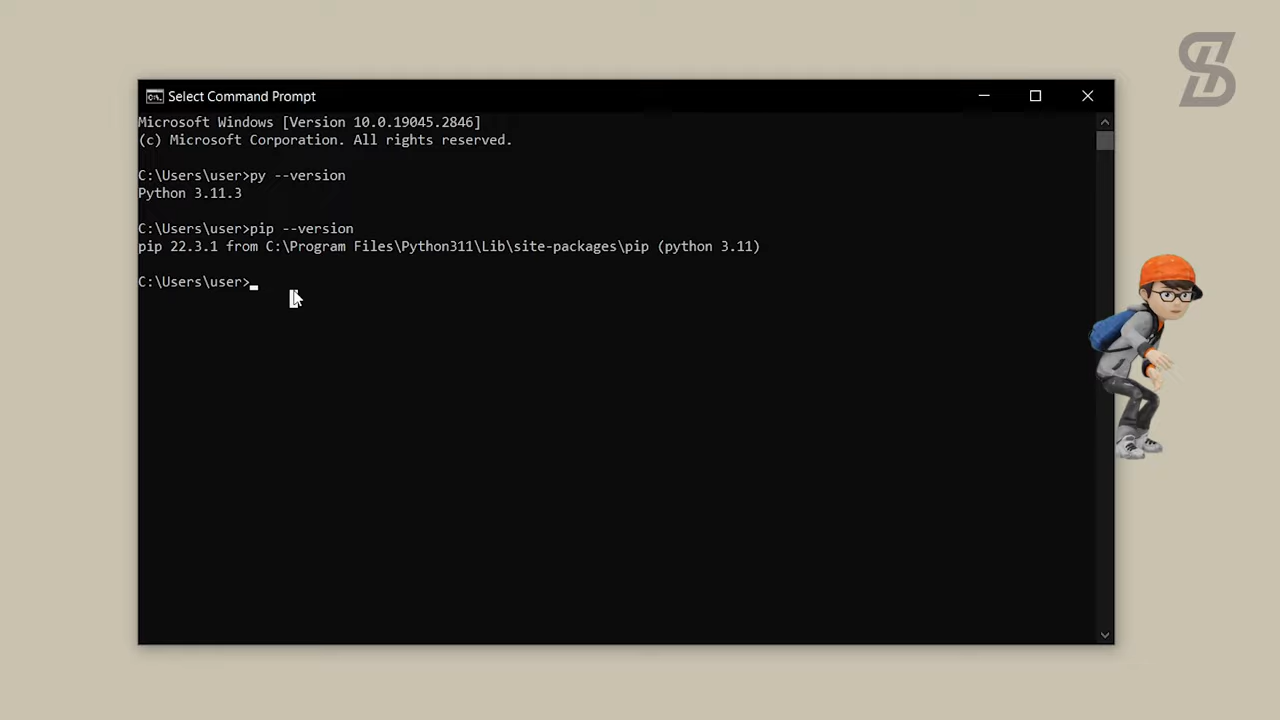 Select Command Prompt
Microsoft Windows [Version 10.0.19045.2846]
(c) Microsoft Corporation. All rights reserved.
C:\Users\user>py --version
Python 3.11.3
C:\Users\user>pip --version
pip 22.3.1 from C:\Program Files\Python311\Lib\site-packages\pip (python 3.11)
C:\Users\user>